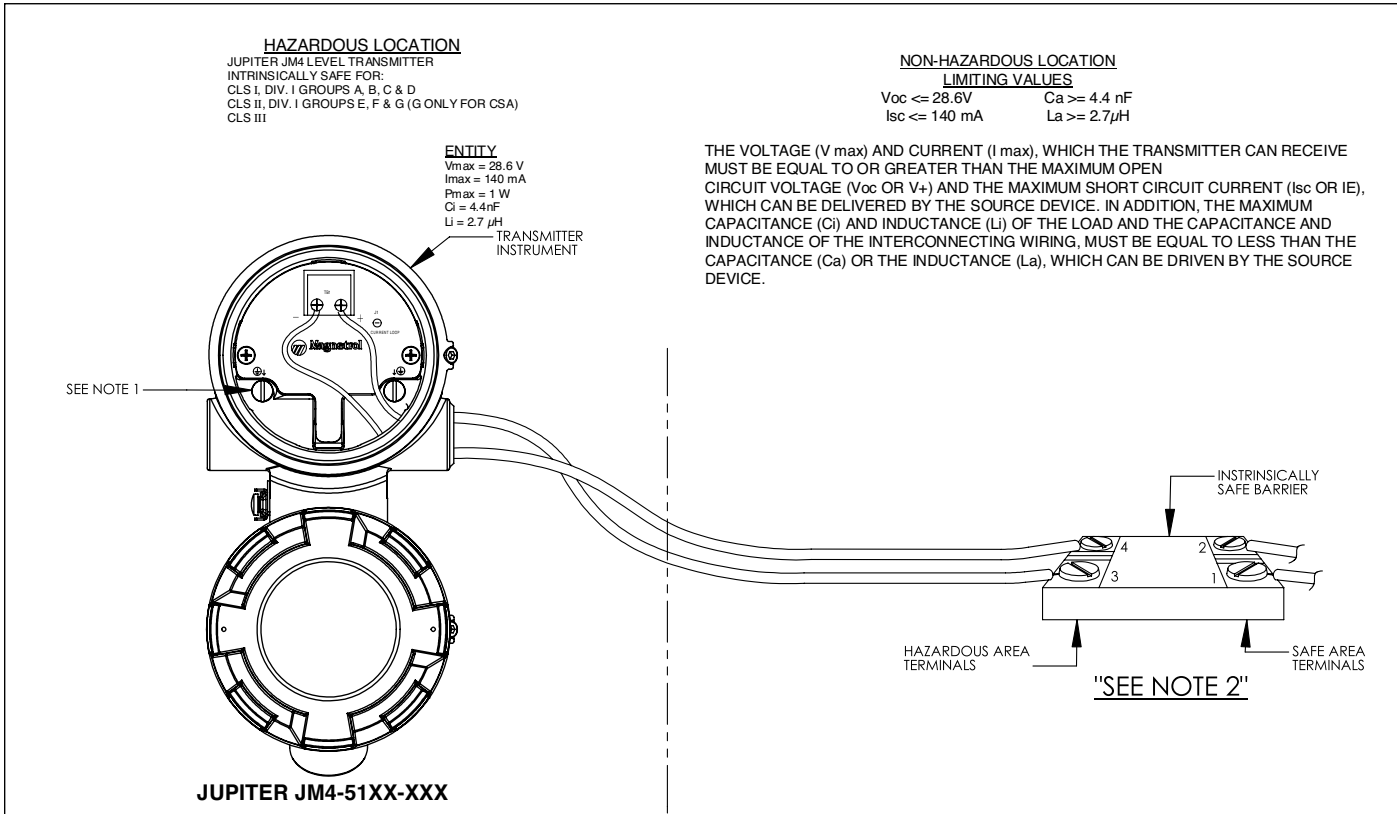 HAZARDOUS LOCATION
JUPITER JM4 LEVEL TRANSMITTER
INTRINSICALLY SAFE FOR:
CLS I, DIV. I GROUPS A, B, C & D
CLS II, DIV. I GROUPS E, F & G (G ONLY FOR CSA)
CLS III
ENTITY
Vmax = 28.6 V
Imax = 140 mA
Pmax = 1 W
Ci = 4.4nF
Li = 2.7 µH
TRANSMITTER
INSTRUMENT
NON-HAZARDOUS LOCATION
LIMITING VALUES
Voc <= 28.6V Ca >= 4.4 nF
Isc <= 140 mA La >= 2.7µH
THE VOLTAGE (V max) AND CURRENT (I max), WHICH THE TRANSMITTER CAN RECEIVE
MUST BE EQUAL TO OR GREATER THAN THE MAXIMUM OPEN
CIRCUIT VOLTAGE (Voc OR V+) AND THE MAXIMUM SHORT CIRCUIT CURRENT (Isc OR IE),
WHICH CAN BE DELIVERED BY THE SOURCE DEVICE. IN ADDITION, THE MAXIMUM
CAPACITANCE (Ci) AND INDUCTANCE (Li) OF THE LOAD AND THE CAPACITANCE AND
INDUCTANCE OF THE INTERCONNECTING WIRING, MUST BE EQUAL TO LESS THAN THE
CAPACITANCE (Ca) OR THE INDUCTANCE (La), WHICH CAN BE DRIVEN BY THE SOURCE
DEVICE.
TB1
- +
J1
CURRENT LOOP
Magnetrol
SEE NOTE 1
INSTRINSICALLY
SAFE BARRIER
4 2
3 1
HAZARDOUS AREA
TERMINALS
SAFE AREA
TERMINALS
"SEE NOTE 2"
JUPITER JM4-51XX-XXX